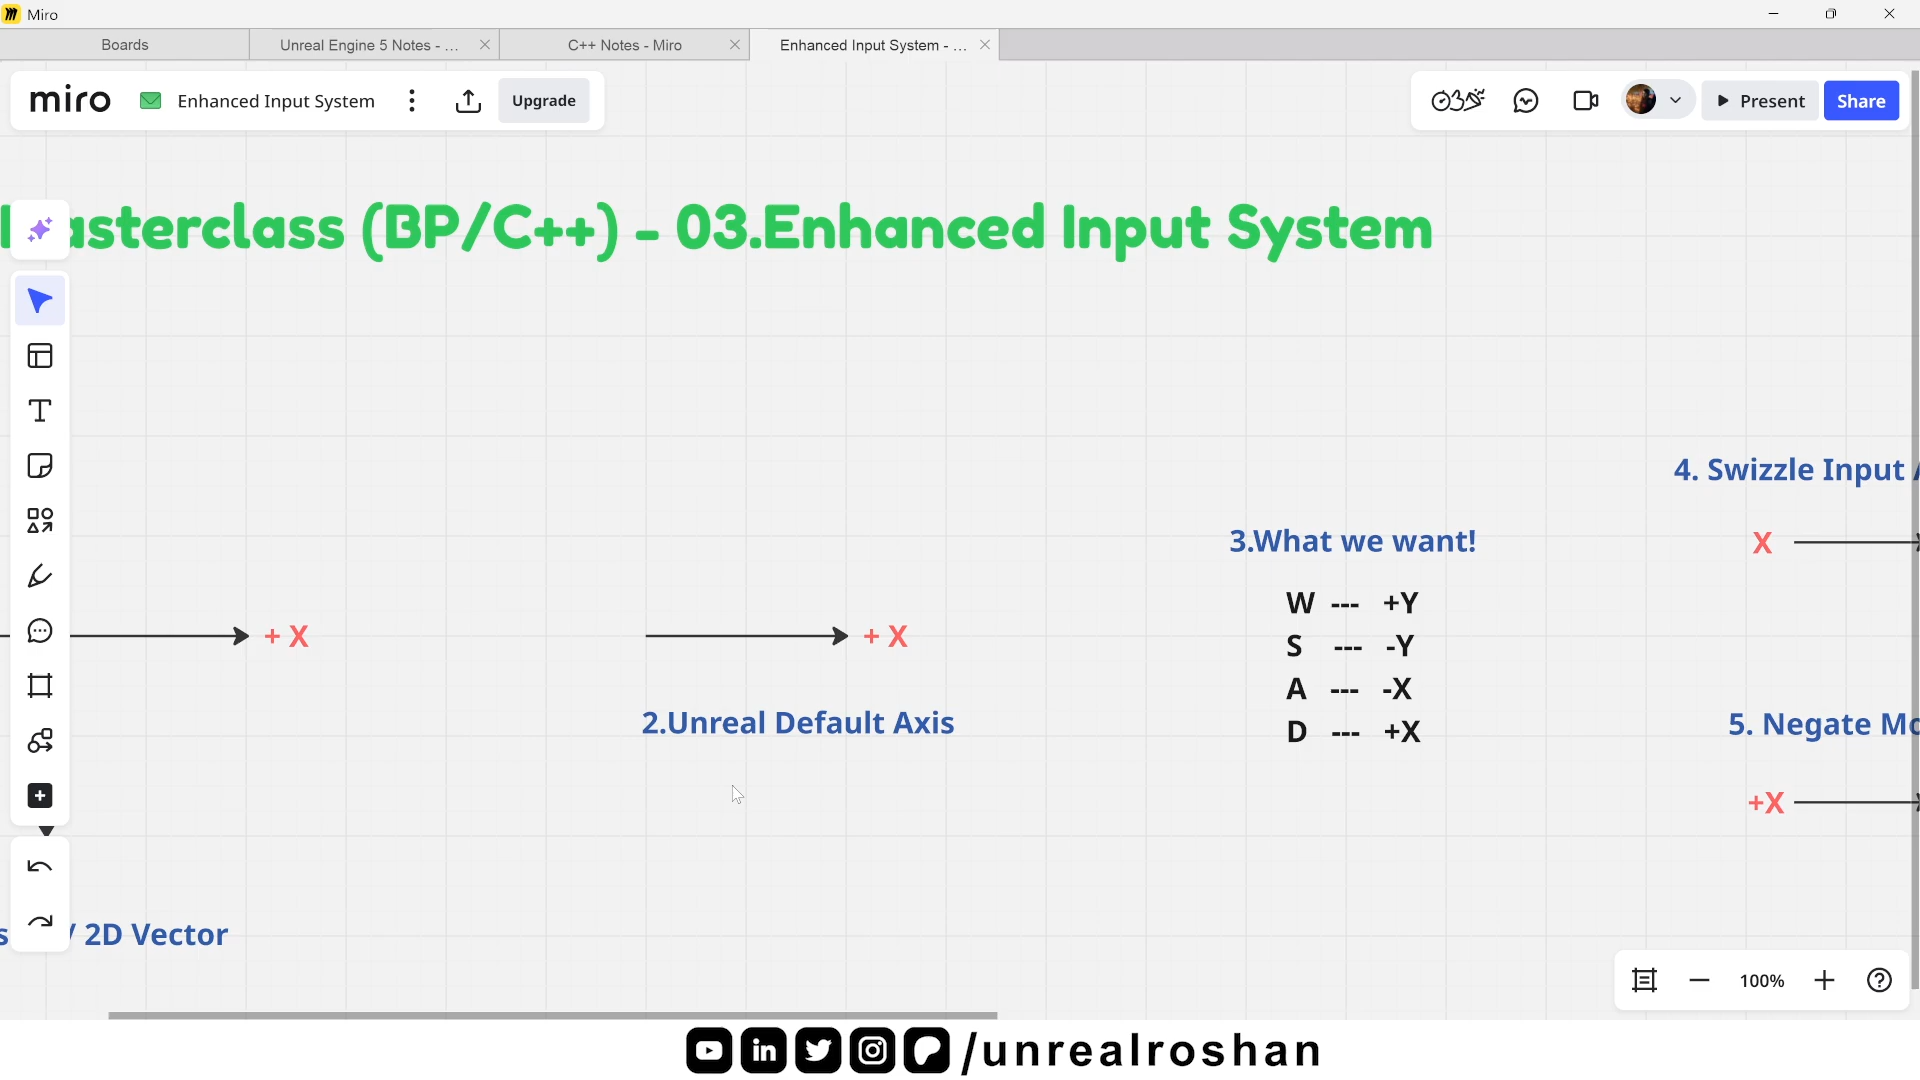 Miro
Boards
Unreal Engine 5 Notes - ...
C++ Notes - Miro
Enhanced Input System - ...
miro
Enhanced Input System
Upgrade
Present
Share
asterclass (BP/C++) - 03.Enhanced Input System
4. Swizzle Input
3.What we want!
X
W --- +Y
+ X
+ X
S --- -Y
A --- -X
2.Unreal Default Axis
D --- +X
5. Negate Mo
+X
/ 2D Vector
100%
/unrealroshan